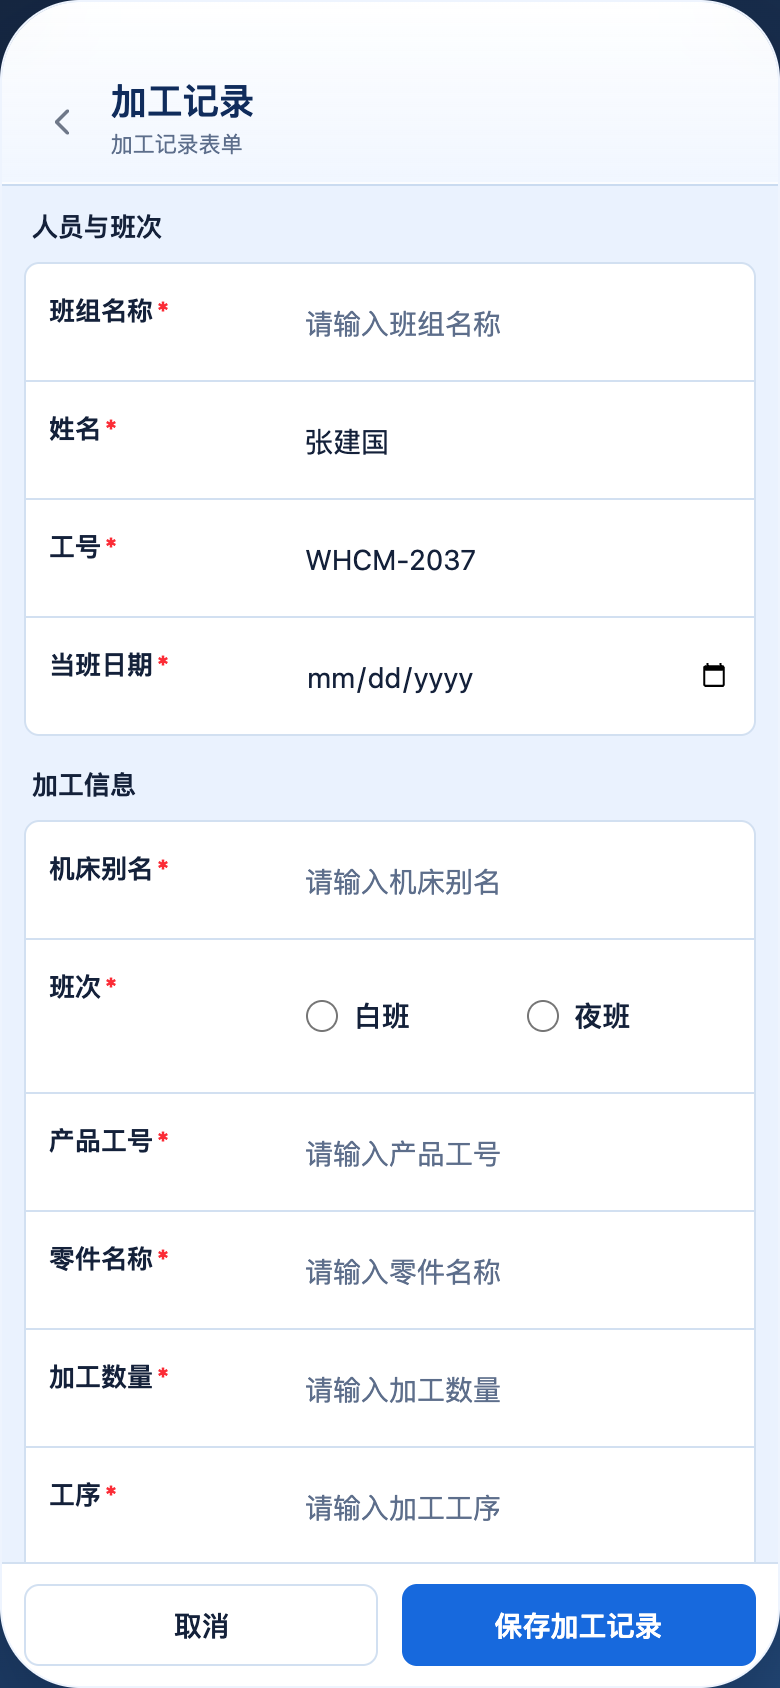 加工记录
加工记录表单
人员与班次
班组名称* 请输入班组名称
姓名* 张建国
工号* WHCM-2037
当班日期* mm/dd/yyyy
加工信息
机床别名* 请输入机床别名
班次* 白班 夜班
产品工号* 请输入产品工号
零件名称* 请输入零件名称
加工数量* 请输入加工数量
工序* 请输入加工工序
取消 保存加工记录